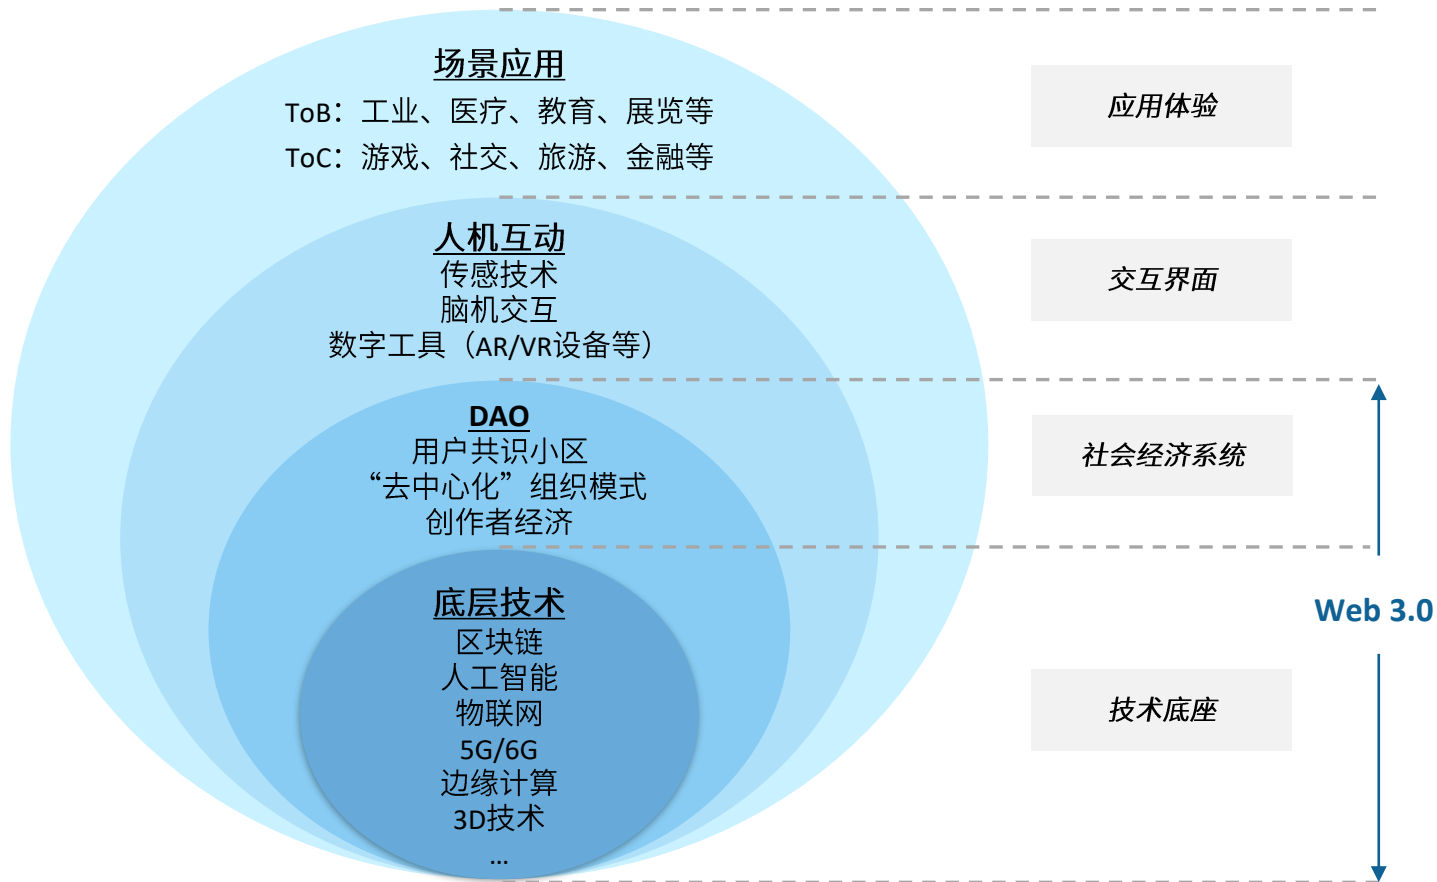 场景应用
ToB：工业、医疗、教育、展览等
ToC：游戏、社交、旅游、金融等
应用体验
人机互动
传感技术
脑机交互
数字工具（AR/VR设备等）
交互界面
DAO
用户共识小区
“去中心化”组织模式
创作者经济
社会经济系统
底层技术
区块链
人工智能
物联网
5G/6G
边缘计算
3D技术
...
技术底座
Web 3.0